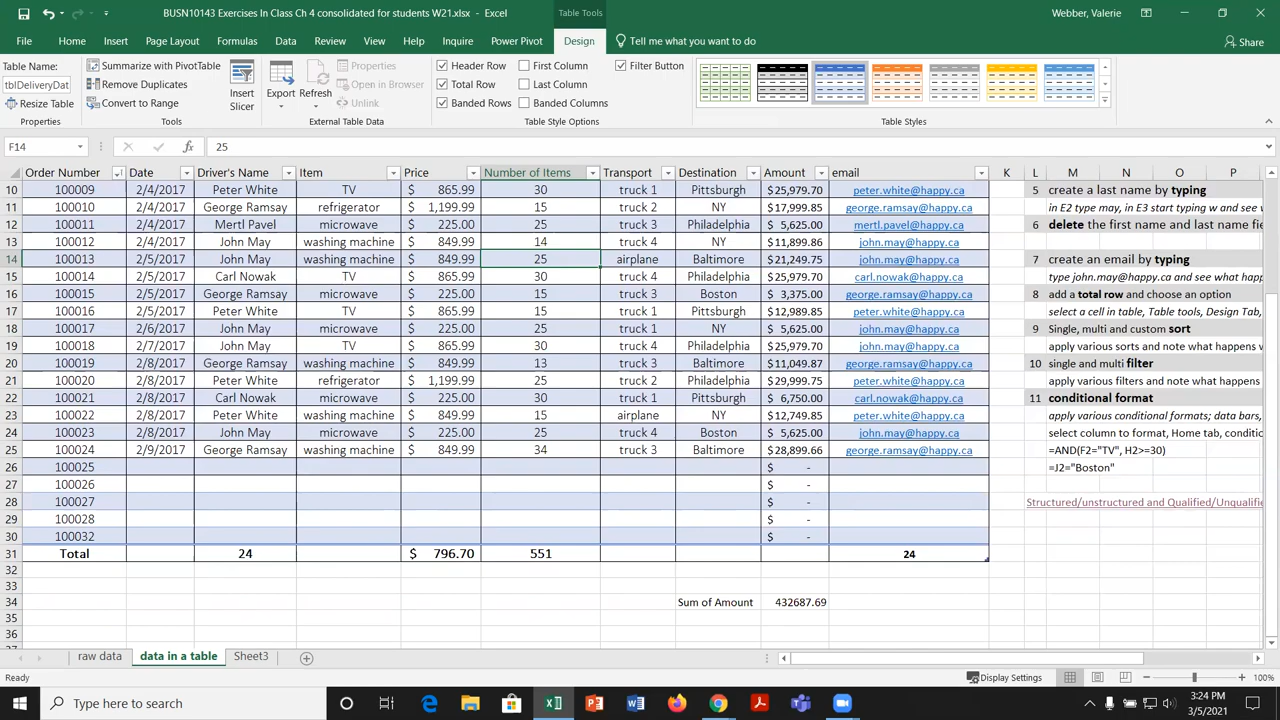 BUSN10143 Exercises In Class Ch 4 consolidated for students W21.xlsx - Excel
Table Tools
Webber, Valerie
File Home Insert Page Layout Formulas Data Review View Help Inquire Power Pivot Design Tell me what you want to do Share
Table Name:
tblDeliveryDat
Resize Table
Properties
Summarize with PivotTable
Remove Duplicates
Convert to Range
Tools
Insert Slicer
Export
Refresh
Properties
Open in Browser
Unlink
External Table Data
Header Row
Total Row
Banded Rows
First Column
Last Column
Banded Columns
Filter Button
Table Style Options
Table Styles
F14 fx 25
Order Number Date Driver's Name Item Price Number of Items Transport Destination Amount email K L M N O P
10 100009 2/4/2017 Peter White TV $ 865.99 30 truck 1 Pittsburgh $25,979.70 peter.white@happy.ca 5 create a last name by typing
11 100010 2/4/2017 George Ramsay refrigerator $ 1,199.99 15 truck 2 NY $17,999.85 george.ramsay@happy.ca in E2 type may, in E3 start typing w and see v
12 100011 2/4/2017 Mertl Pavel microwave $ 225.00 25 truck 3 Philadelphia $ 5,625.00 mertl.pavel@happy.ca 6 delete the first name and last name fie
13 100012 2/4/2017 John May washing machine $ 849.99 14 truck 4 NY $11,899.86 john.may@happy.ca
14 100013 2/4/2017 John May washing machine $ 849.99 25 airplane Baltimore $21,249.75 john.may@happy.ca 7 create an email by typing
15 100014 2/5/2017 Carl Nowak TV $ 865.99 30 truck 4 Philadelphia $25,979.70 carl.nowak@happy.ca type john.may@happy.ca and see what happ
16 100015 2/5/2017 George Ramsay microwave $ 225.00 15 truck 3 Boston $ 3,375.00 george.ramsay@happy.ca 8 add a total row and choose an option
17 100016 2/5/2017 Peter White TV $ 865.99 15 truck 1 Pittsburgh $12,989.85 peter.white@happy.ca select a cell in table, Table tools, Design Tab,
18 100017 2/6/2017 John May microwave $ 225.00 25 truck 1 NY $ 5,625.00 john.may@happy.ca 9 Single, multi and custom sort
19 100018 2/7/2017 John May TV $ 865.99 30 truck 4 Philadelphia $25,979.70 john.may@happy.ca apply various sorts and note what happens v
20 100019 2/8/2017 George Ramsay washing machine $ 849.99 13 truck 3 Baltimore $11,049.87 george.ramsay@happy.ca 10 single and multi filter
21 100020 2/8/2017 Peter White refrigerator $ 1,199.99 25 truck 2 Philadelphia $29,999.75 peter.white@happy.ca apply various filters and note what happens
22 100021 2/8/2017 Carl Nowak microwave $ 225.00 30 truck 1 Pittsburgh $ 6,750.00 carl.nowak@happy.ca 11 conditional format
23 100022 2/8/2017 Peter White washing machine $ 849.99 15 airplane NY $12,749.85 peter.white@happy.ca apply various conditional formats; data bars,
24 100023 2/8/2017 John May microwave $ 225.00 25 truck 4 Boston $ 5,625.00 john.may@happy.ca select column to format, Home tab, conditio
25 100024 2/9/2017 George Ramsay washing machine $ 849.99 34 truck 3 Baltimore $28,899.66 george.ramsay@happy.ca =AND(F2="TV", H2>=30)
26 100025 $ - =J2="Boston"
27 100026 $ -
28 100027 $ - Structured/unstructured and Qualified/Unqualifie
29 100028 $ -
30 100032 $ -
31 Total 24 $ 796.70 551 24
32
33
34 Sum of Amount 432687.69
35
36
37
raw data data in a table Sheet3
READY Display Settings 100%
Type here to search
3:24 PM
3/5/2021